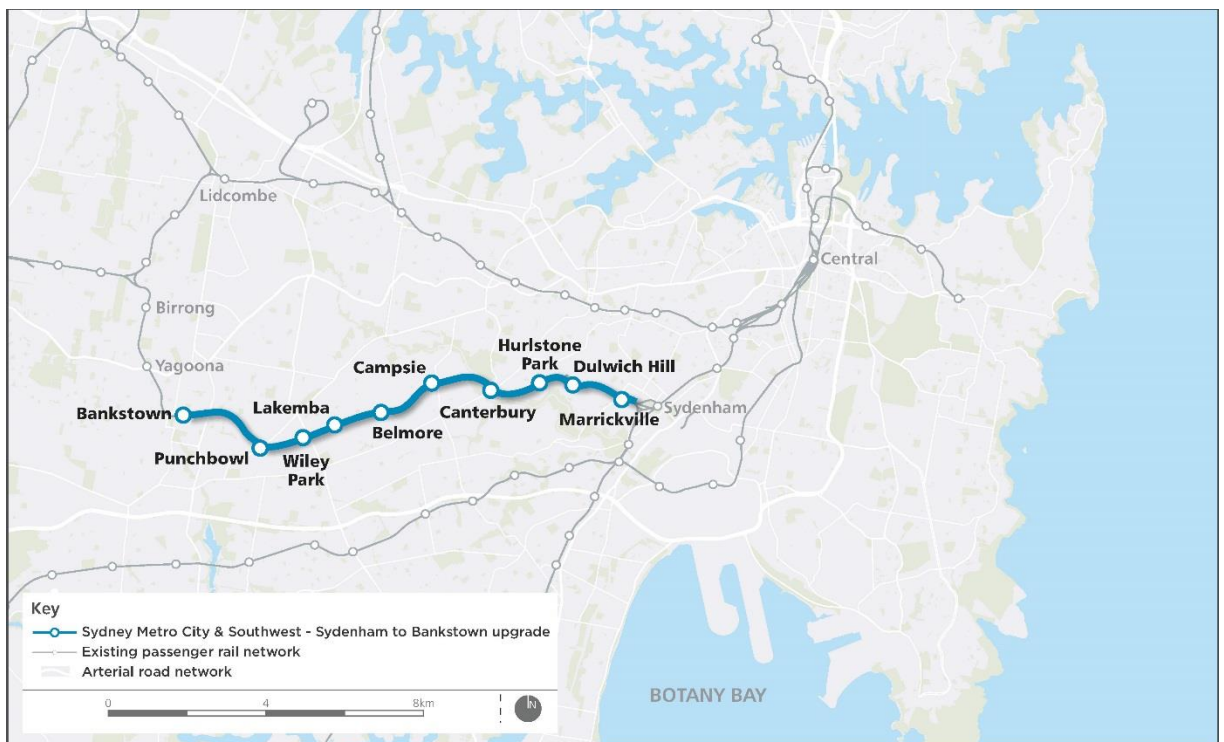 Lidcombe
Central
Birrong
Yagoona
Hurlstone
Park
Campsie
Dulwich Hill
Bankstown
Lakemba
Canterbury
Sydenham
Belmore
Marrickville
Punchbowl
Wiley
Park
Key
Sydney Metro City & Southwest - Sydenham to Bankstown upgrade
Existing passenger rail network
Arterial road network
0 4 8km
N
BOTANY BAY